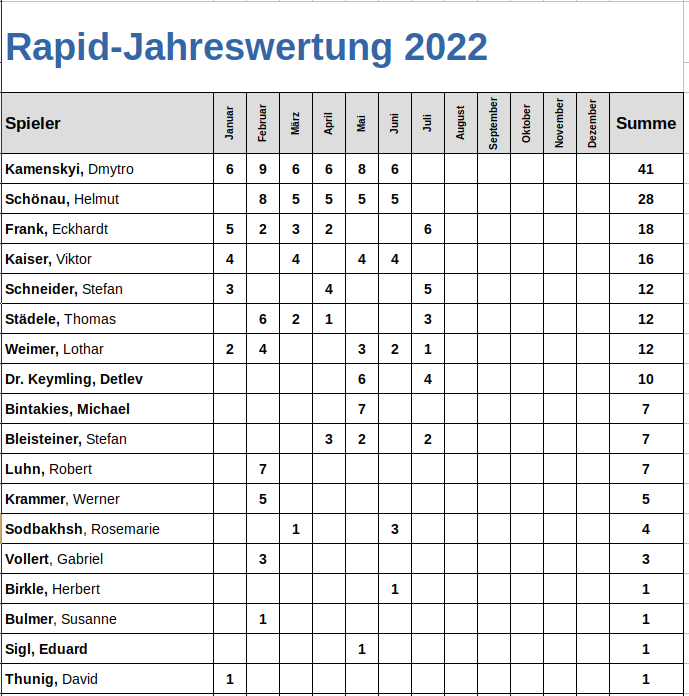 Rapid-Jahreswertung 2022
Spieler Januar Februar März April Mai Juni Juli August September Oktober November Dezember Summe
Kamenskyi, Dmytro 6 9 6 6 8 6 41
Schönau, Helmut 8 5 5 5 5 28
Frank, Eckhardt 5 2 3 2 6 18
Kaiser, Viktor 4 4 4 4 16
Schneider, Stefan 3 4 5 12
Städele, Thomas 6 2 1 3 12
Weimer, Lothar 2 4 3 2 1 12
Dr. Keymling, Detlev 6 4 10
Bintakies, Michael 7 7
Bleisteiner, Stefan 3 2 2 7
Luhn, Robert 7 7
Krammer, Werner 5 5
Sodbakhsh, Rosemarie 1 3 4
Vollert, Gabriel 3 3
Birkle, Herbert 1 1
Bulmer, Susanne 1 1
Sigl, Eduard 1 1
Thunig, David 1 1